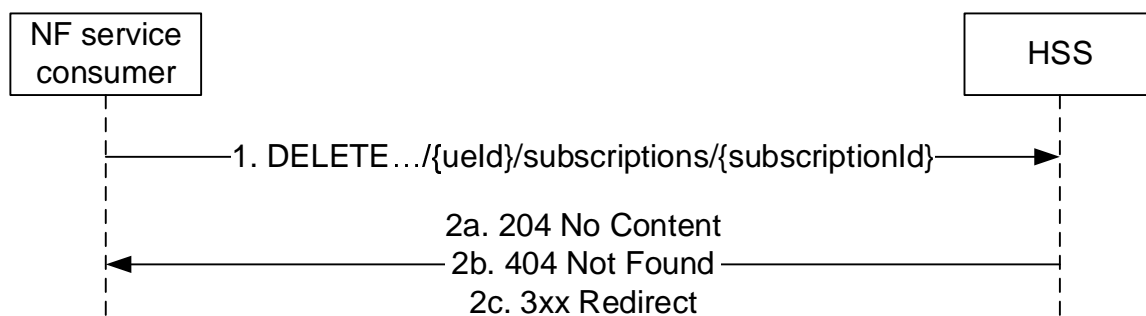 NF service
consumer
HSS
1. DELETE…/{ueId}/subscriptions/{subscriptionId}
2a. 204 No Content
2b. 404 Not Found
2c. 3xx Redirect